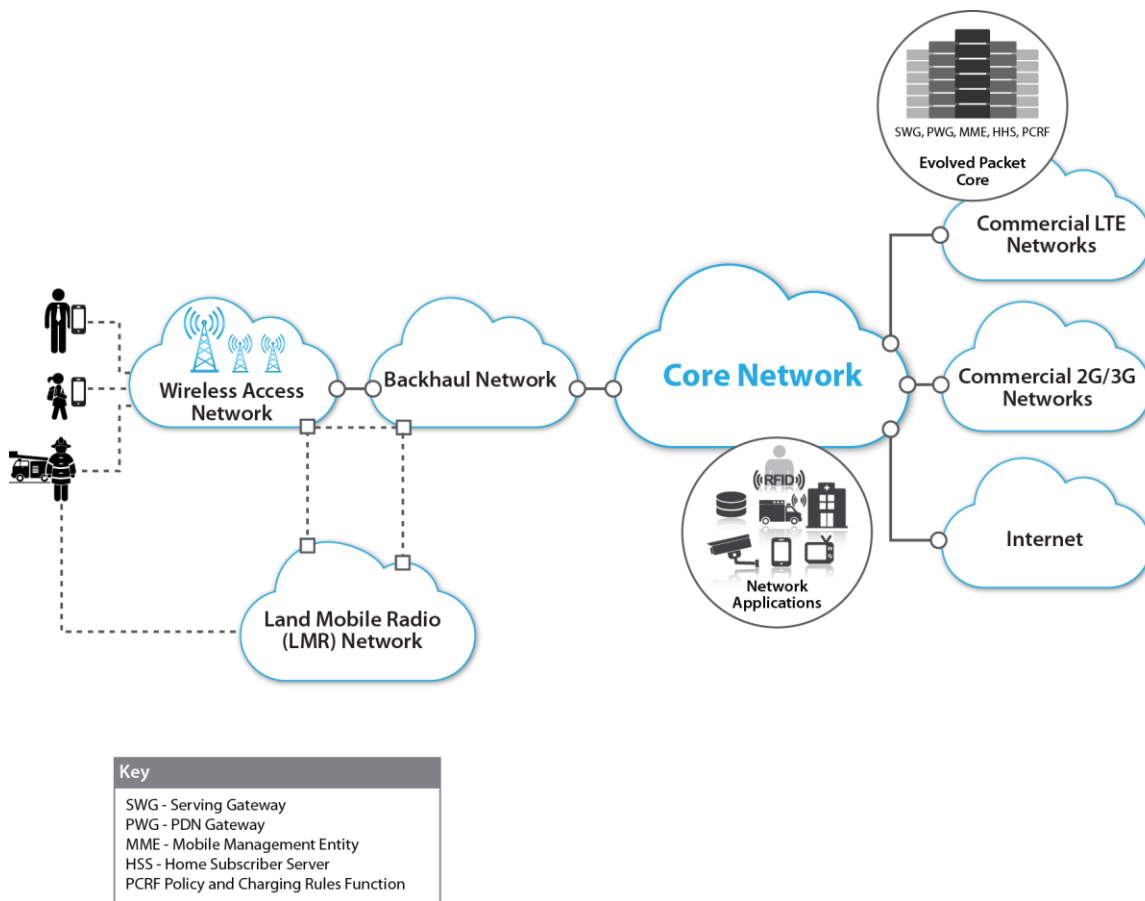 SWG, PWG, MME, HHS, PCRF
Evolved Packet
Core
Commercial LTE
Networks
Wireless Access
Network
Backhaul Network
Core Network
Commercial 2G/3G
Networks
RFID
Network
Applications
Internet
Land Mobile Radio
(LMR) Network
Key
SWG - Serving Gateway
PWG - PDN Gateway
MME - Mobile Management Entity
HSS - Home Subscriber Server
PCRF Policy and Charging Rules Function